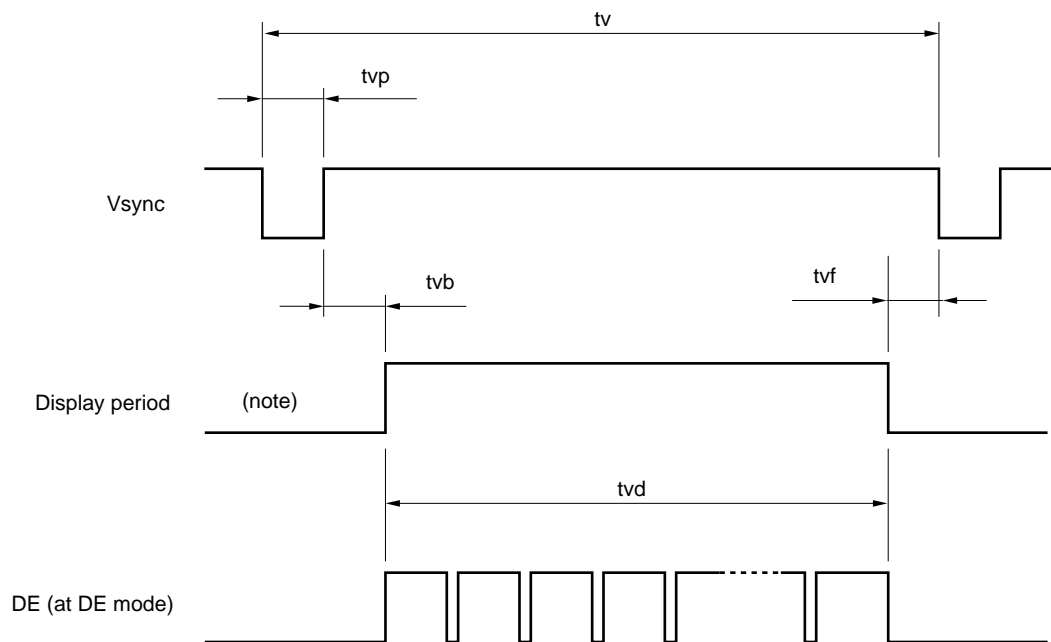 tv
tvp
Vsync
tvb
tvf
Display period
(note)
tvd
DE (at DE mode)